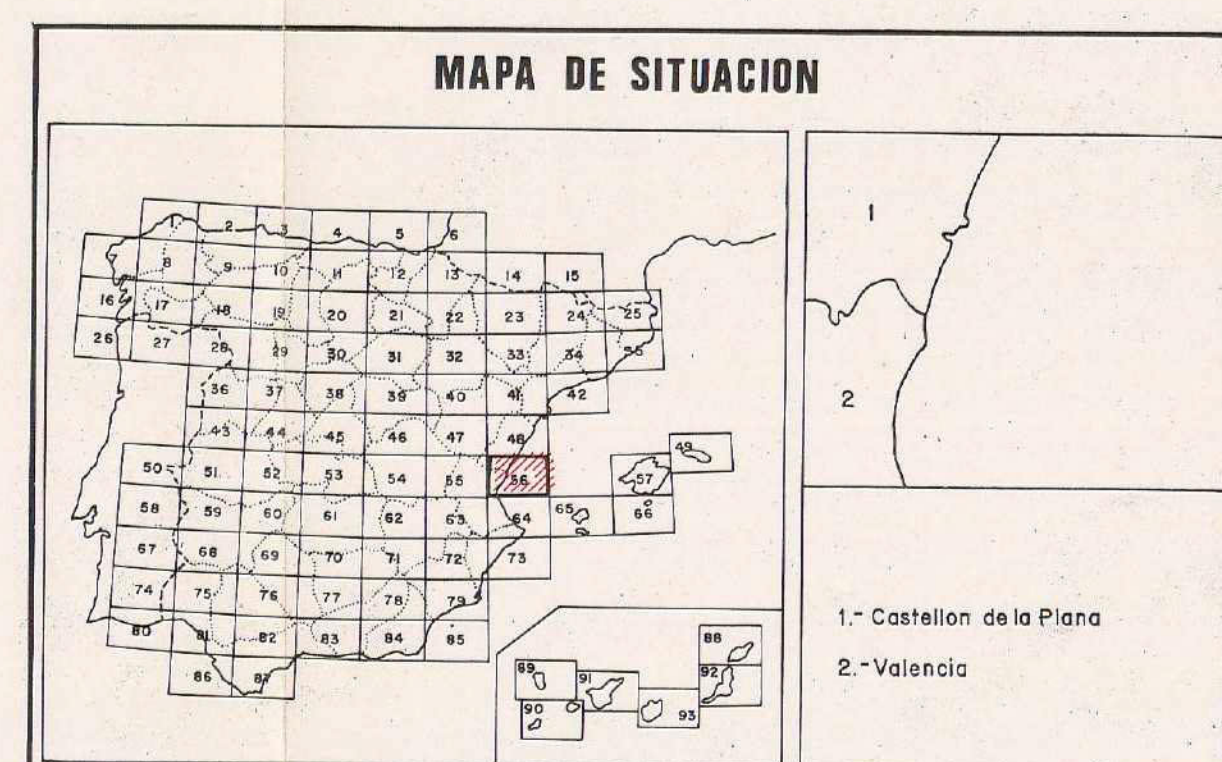 MAPA DE SITUACION
1 2 3 4 5 6
8 9 10 11 12 13 14 15
16 17 18 19 20 21 22 23 24 25
26 27 28 29 30 31 32 33 34 35
36 37 38 39 40 41 42
43 44 45 46 47 48 49
50 51 52 53 54 55 56 57
58 59 60 61 62 63 64 65 66
67 68 69 70 71 72 73
74 75 76 77 78 79
80 81 82 83 84 85
86 87
88
89 91 92
90 93
1
2
1.- Castellon de la Plana
2.- Valencia